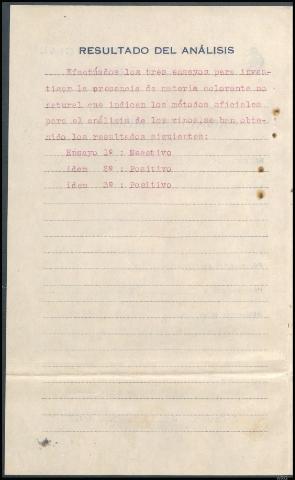 RESULTADO DEL ANÁLISIS
Efectuados los tres ensayos para inves-
tigar la presencia de materia colorante no
natural que indican los métodos oficiales
para el análisis de los vinos,se han obte-
nido los resultados siguientes:
Ensayo 1º : Negativo
idem 2º : Positivo
idem 3º : Positivo